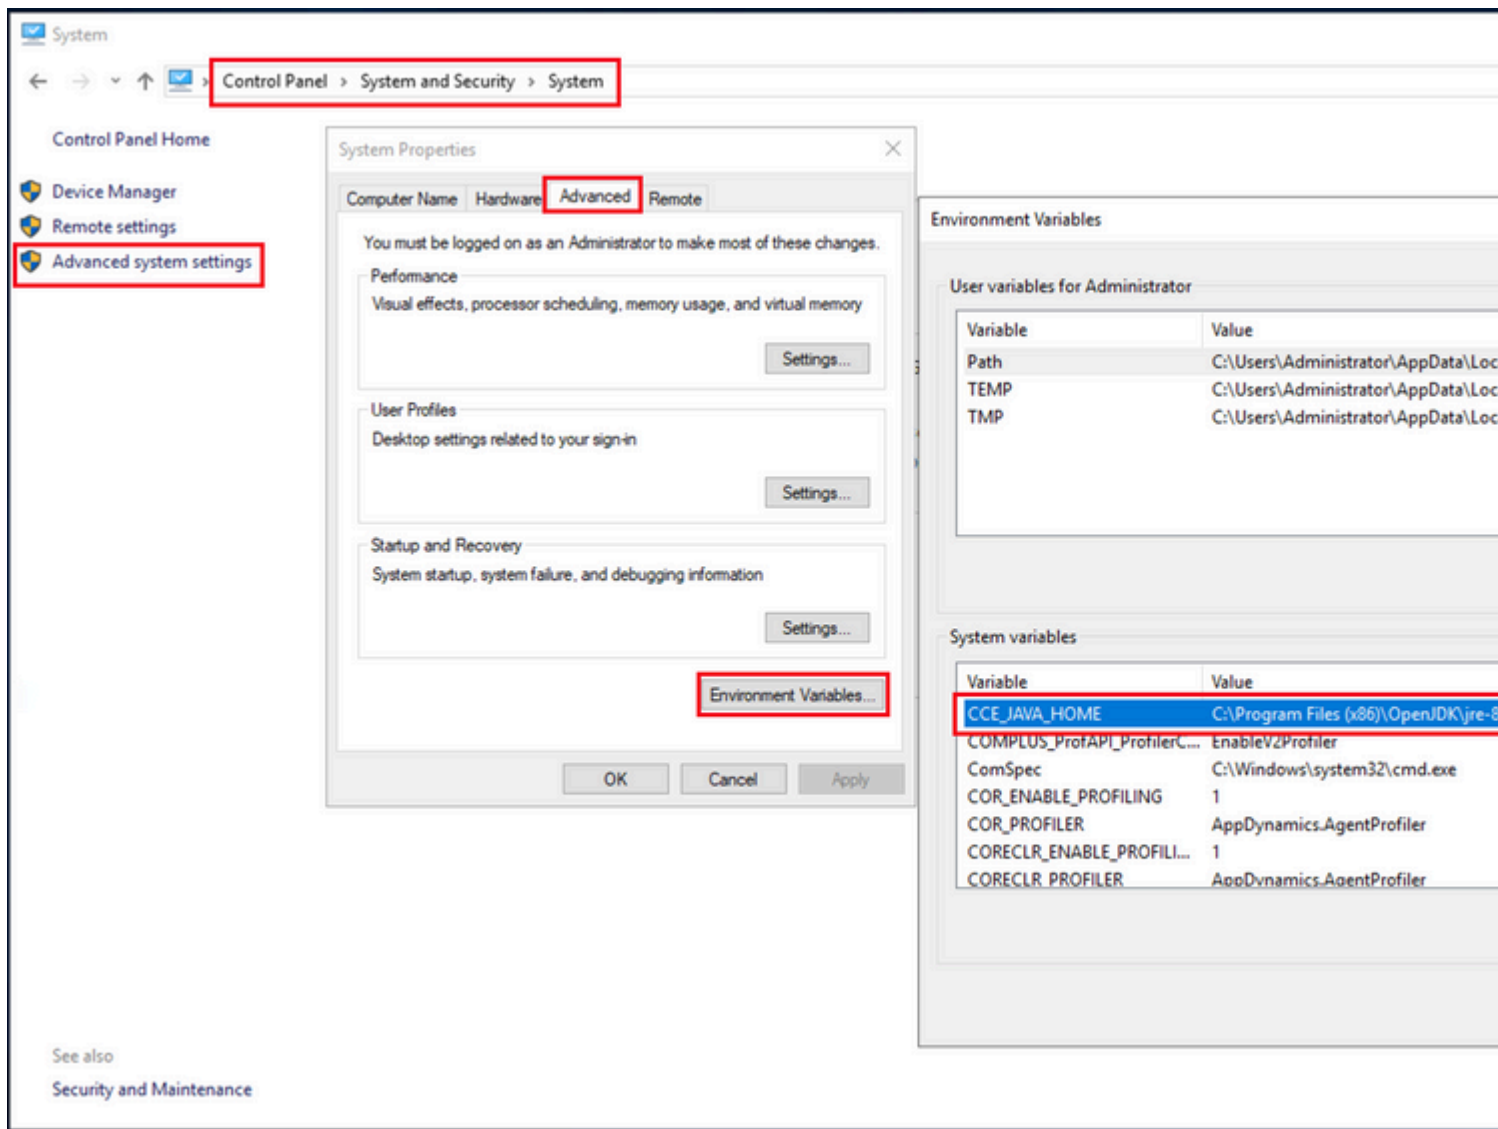 System
Control Panel > System and Security > System
Control Panel Home
Device Manager
Remote settings
Advanced system settings
System Properties
Computer Name Hardware Advanced Remote
You must be logged on as an Administrator to make most of these changes.
Performance
Visual effects, processor scheduling, memory usage, and virtual memory
Settings...
User Profiles
Desktop settings related to your sign-in
Settings...
Startup and Recovery
System startup, system failure, and debugging information
Settings...
Environment Variables...
OK Cancel Apply
Environment Variables
User variables for Administrator
Variable Value
Path C:\Users\Administrator\AppData\Loc
TEMP C:\Users\Administrator\AppData\Loc
TMP C:\Users\Administrator\AppData\Loc
System variables
Variable Value
CCE_JAVA_HOME C:\Program Files (x86)\OpenJDK\jre-8
COMPLUS_ProfAPI_ProfilerC... EnableV2Profiler
ComSpec C:\Windows\system32\cmd.exe
COR_ENABLE_PROFILING 1
COR_PROFILER AppDynamics.AgentProfiler
CORECLR_ENABLE_PROFILI... 1
CORECLR_PROFILER AppDynamics.AgentProfiler
See also
Security and Maintenance